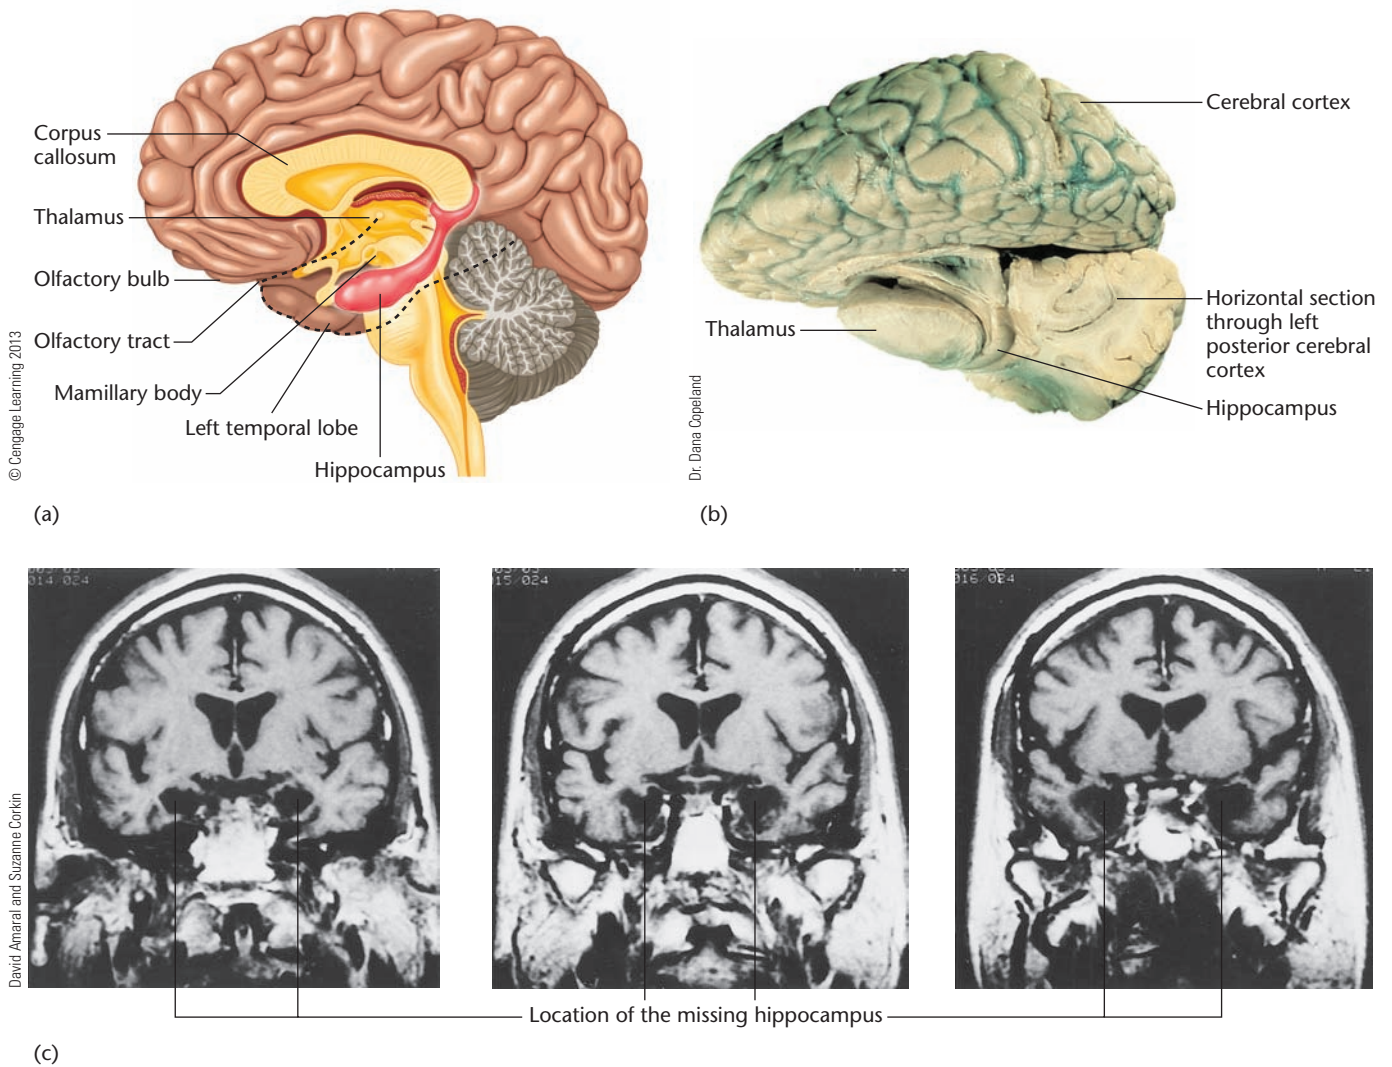 Corpus
callosum
Thalamus
Olfactory bulb
Olfactory tract
Mamillary body
Left temporal lobe
Hippocampus
© Cengage Learning 2013
(a)
Cerebral cortex
Thalamus
Horizontal section
through left
posterior cerebral
cortex
Hippocampus
Dr. Dana Copeland
(b)
014/024
15/024
016/024
David Amaral and Suzanne Corkin
Location of the missing hippocampus
(c)